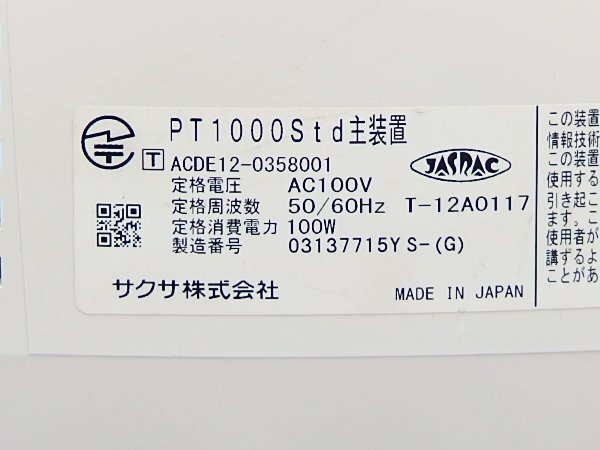 PT1000Std主装置
T ACDE12-0358001
JASRAC
定格電圧 AC100V
定格周波数 50/60Hz T-12A0117
定格消費電力 100W
製造番号 03137715YS-(G)
サクサ株式会社
MADE IN JAPAN
この装置
情報技術
この装置
使用する
引き起こ
ます。こ
使用者が
講ずるよ
ことがあ